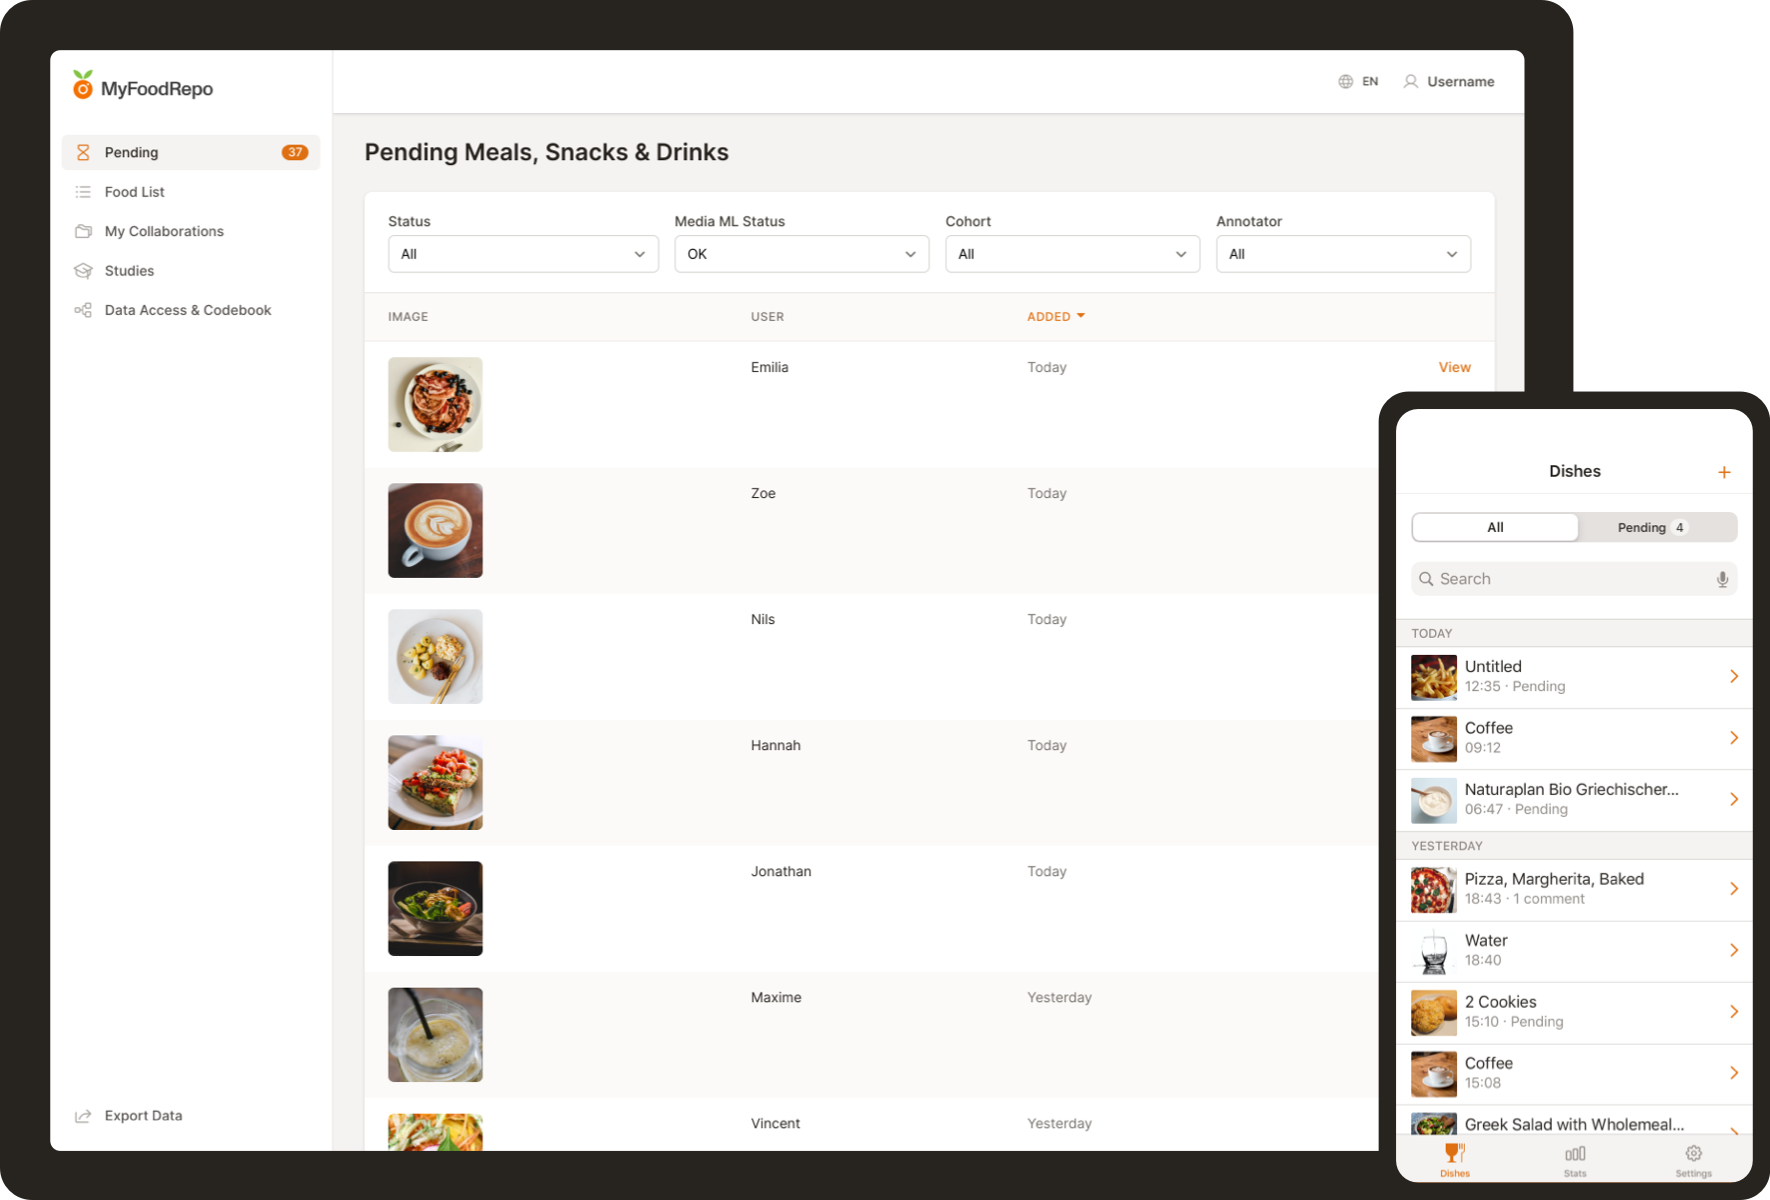 MyFoodRepo
EN Username
Pending 37
Food List
My Collaborations
Studies
Data Access & Codebook
Export Data
Pending Meals, Snacks & Drinks
Status Media ML Status Cohort Annotator
All OK All All
IMAGE USER ADDED
Emilia Today View
Zoe Today
Nils Today
Hannah Today
Jonathan Today
Maxime Yesterday
Vincent Yesterday
Dishes +
All Pending 4
Search
TODAY
Untitled
12:35 · Pending
Coffee
09:12
Naturaplan Bio Griechischer...
06:47 · Pending
YESTERDAY
Pizza, Margherita, Baked
18:43 · 1 comment
Water
18:40
2 Cookies
15:10 · Pending
Coffee
15:08
Greek Salad with Wholemeal...
Dishes Stats Settings